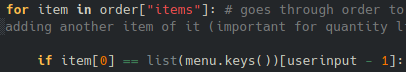 for item in order["items"]: # goes through order to
adding another item of it (important for quantity l
if item[0] == list(menu.keys())[userinput - 1]: